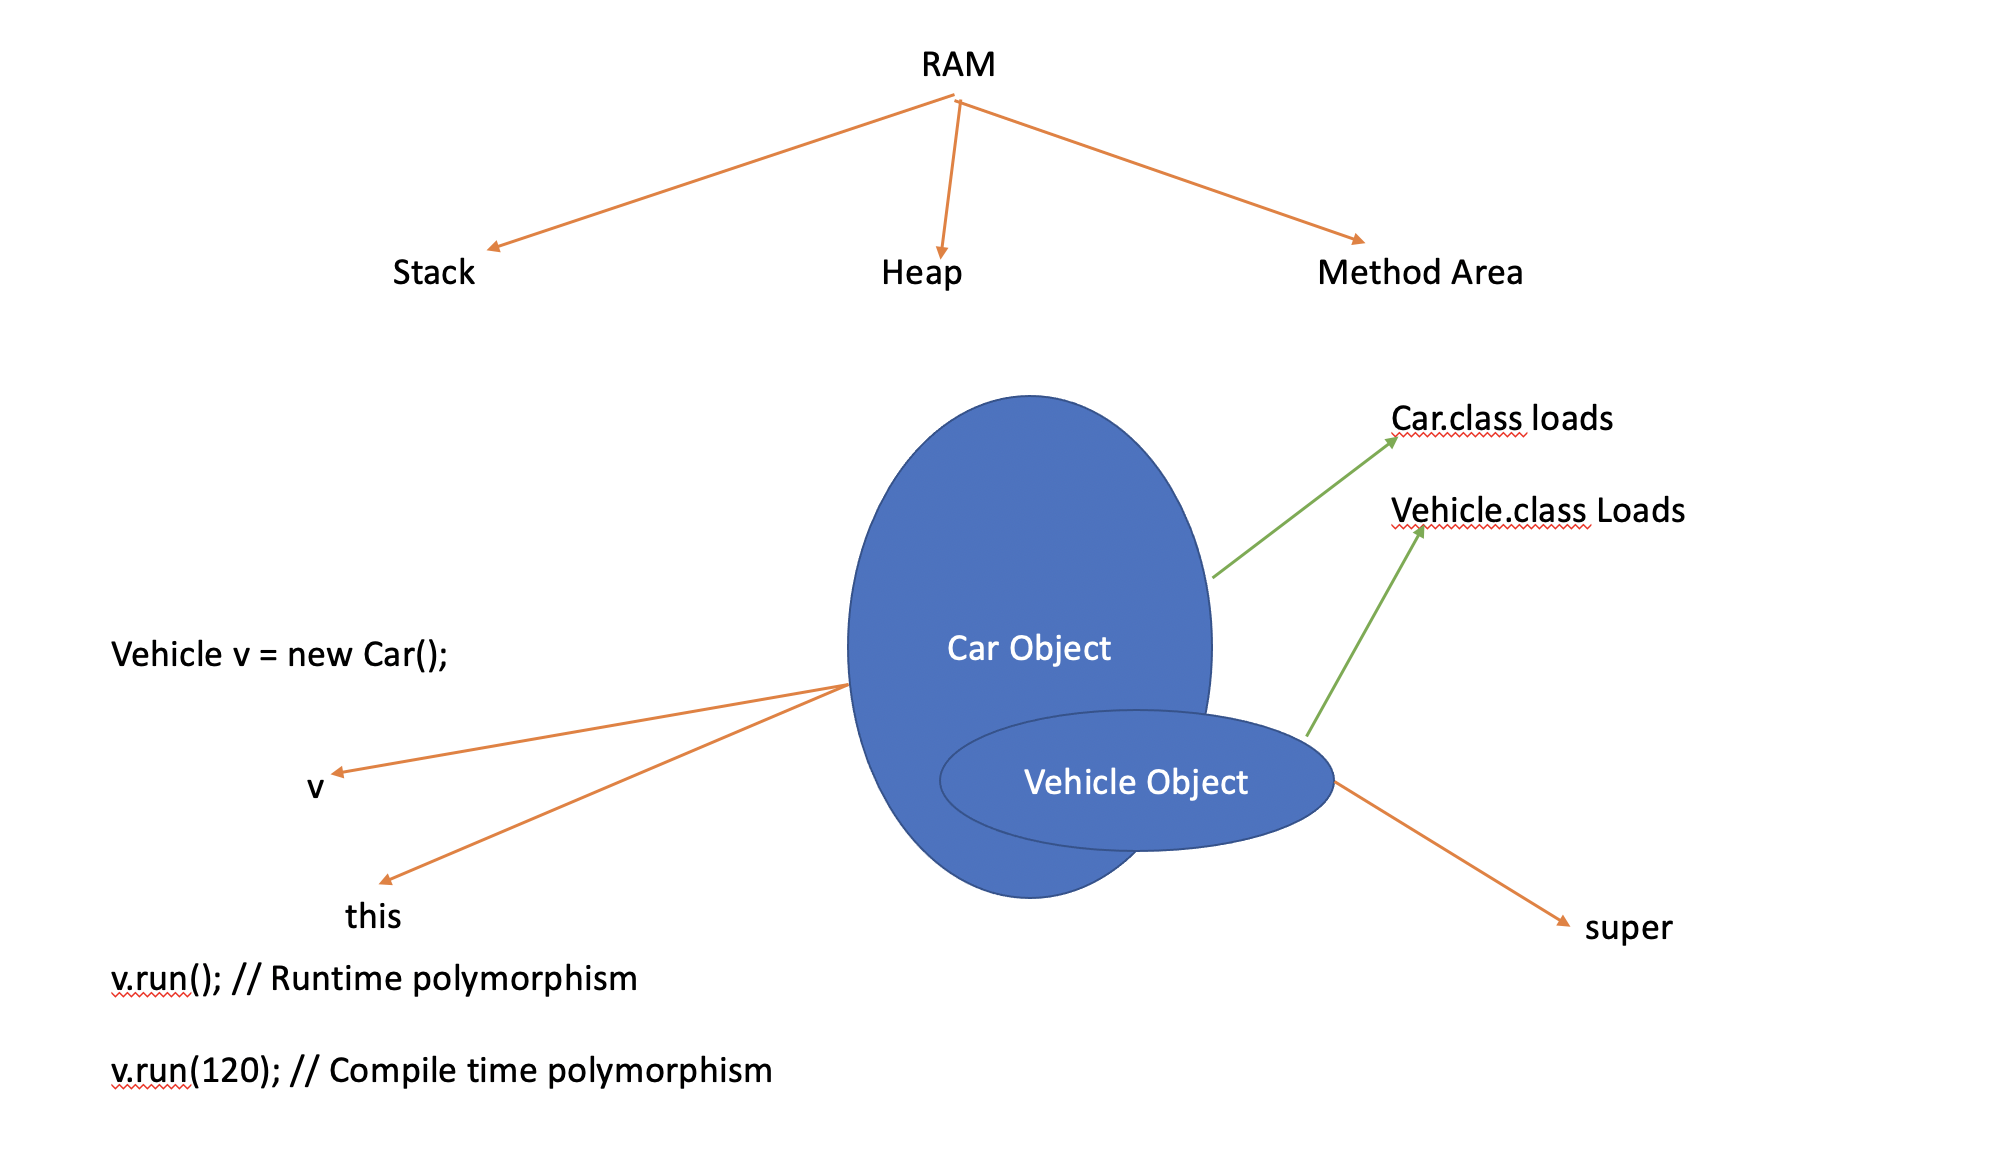 RAM
Stack
Heap
Method Area
Car.class loads
Vehicle.class Loads
Vehicle v = new Car();
Car Object
v
Vehicle Object
this
super
v.run(); // Runtime polymorphism
v.run(120); // Compile time polymorphism